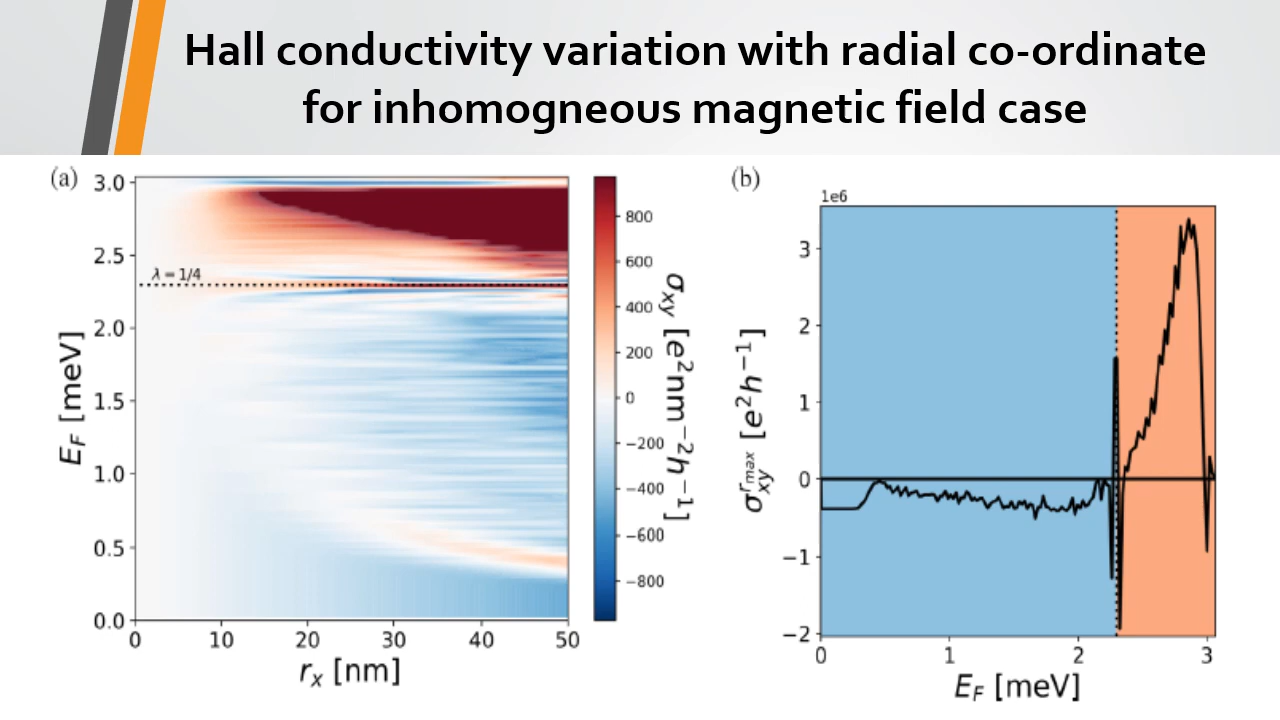 Hall conductivity variation with radial co-ordinate
for inhomogneous magnetic field case
(a)
3.0
2.5
2.0
1.5
1.0
0.5
0.0
E_F [meV]
λ = 1/4
0 10 20 30 40 50
r_x [nm]
800
600
400
200
0
−200
−400
−600
−800
σ_xy [e²nm⁻²h⁻¹]
(b)
1e6
3
2
1
0
−1
−2
σ_xy^{r_max} [e²h⁻¹]
0 1 2 3
E_F [meV]